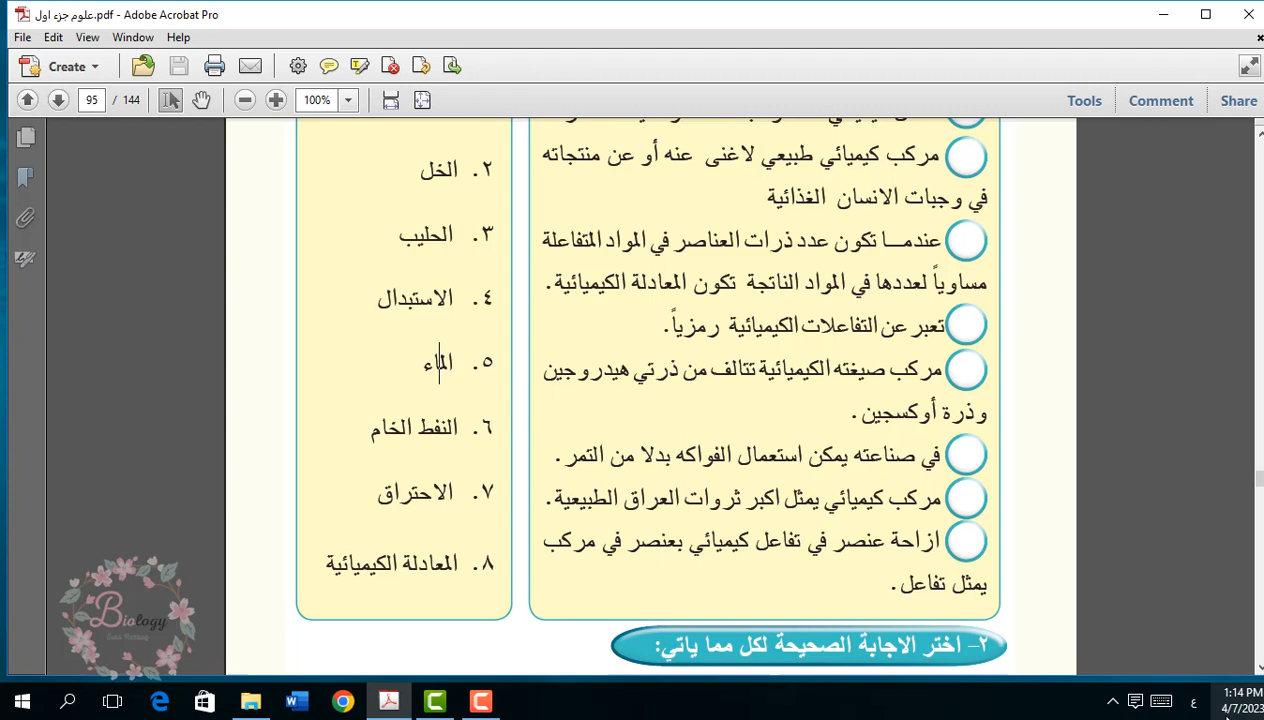 علوم جزء اول.pdf - Adobe Acrobat Pro
File Edit View Window Help
Create
95 / 144 100% Tools Comment Share
مركب كيميائي طبيعي لاغنى عنه أو عن منتجاته
في وجبات الانسان الغذائية
عندمـــا تكون عدد ذرات العناصر في المواد المتفاعلة
مساوياً لعددها في المواد الناتجة تكون المعادلة الكيميائية.
تعبر عن التفاعلات الكيميائية رمزياً.
مركب صيغته الكيميائية تتالف من ذرتي هيدروجين
وذرة أوكسجين.
في صناعته يمكن استعمال الفواكه بدلا من التمر.
مركب كيميائي يمثل اكبر ثروات العراق الطبيعية.
ازاحة عنصر في تفاعل كيميائي بعنصر في مركب
يمثل تفاعل.
٢. الخل
٣. الحليب
٤. الاستبدال
٥. الماء
٦. النفط الخام
٧. الاحتراق
٨. المعادلة الكيميائية
٢- اختر الاجابة الصحيحة لكل مما ياتي:
Biology
ع
1:14 PM
4/7/2023